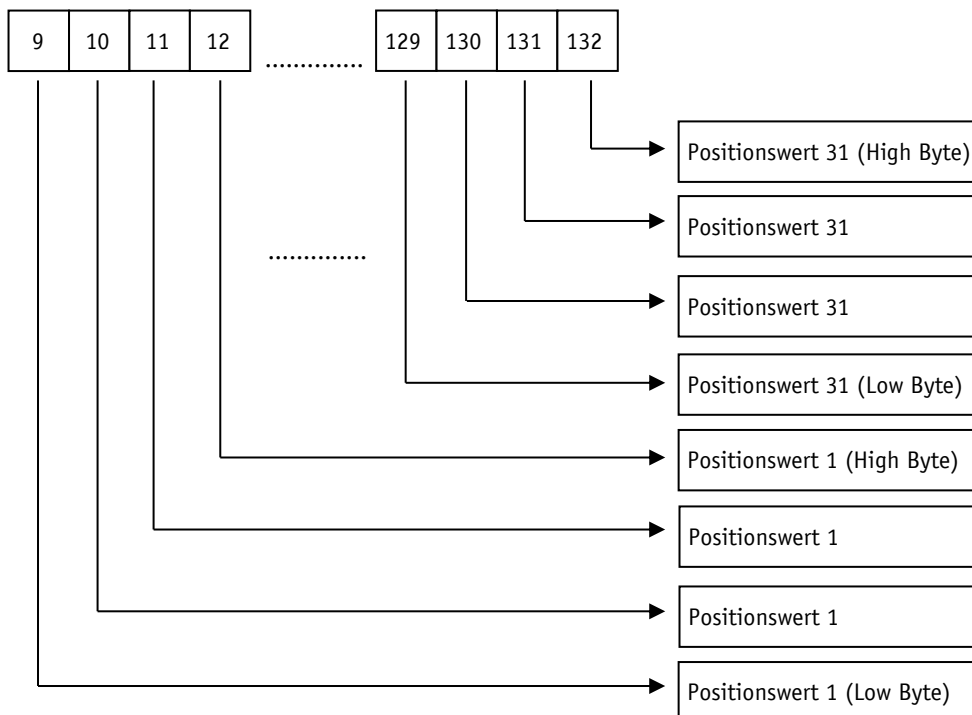 9 10 11 12 .............. 129 130 131 132
Positionswert 31 (High Byte)
Positionswert 31
..............
Positionswert 31
Positionswert 31 (Low Byte)
Positionswert 1 (High Byte)
Positionswert 1
Positionswert 1
Positionswert 1 (Low Byte)